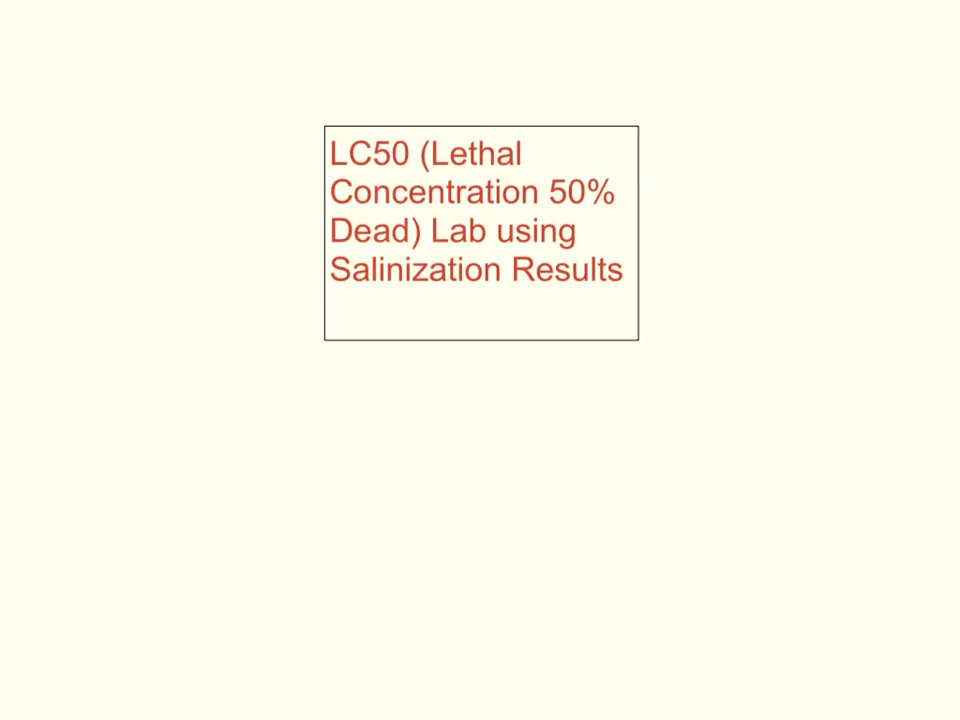 LC50 (Lethal
Concentration 50%
Dead) Lab using
Salinization Results